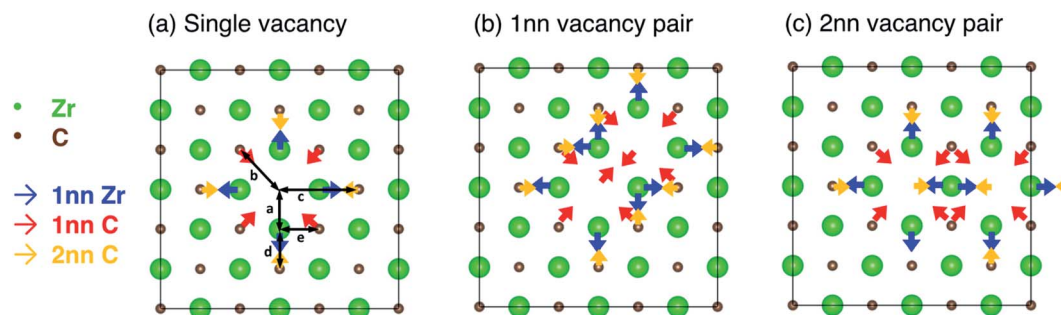 (a) Single vacancy
(b) 1nn vacancy pair
(c) 2nn vacancy pair
Zr
C
1nn Zr
1nn C
2nn C
b
c
a
e
d